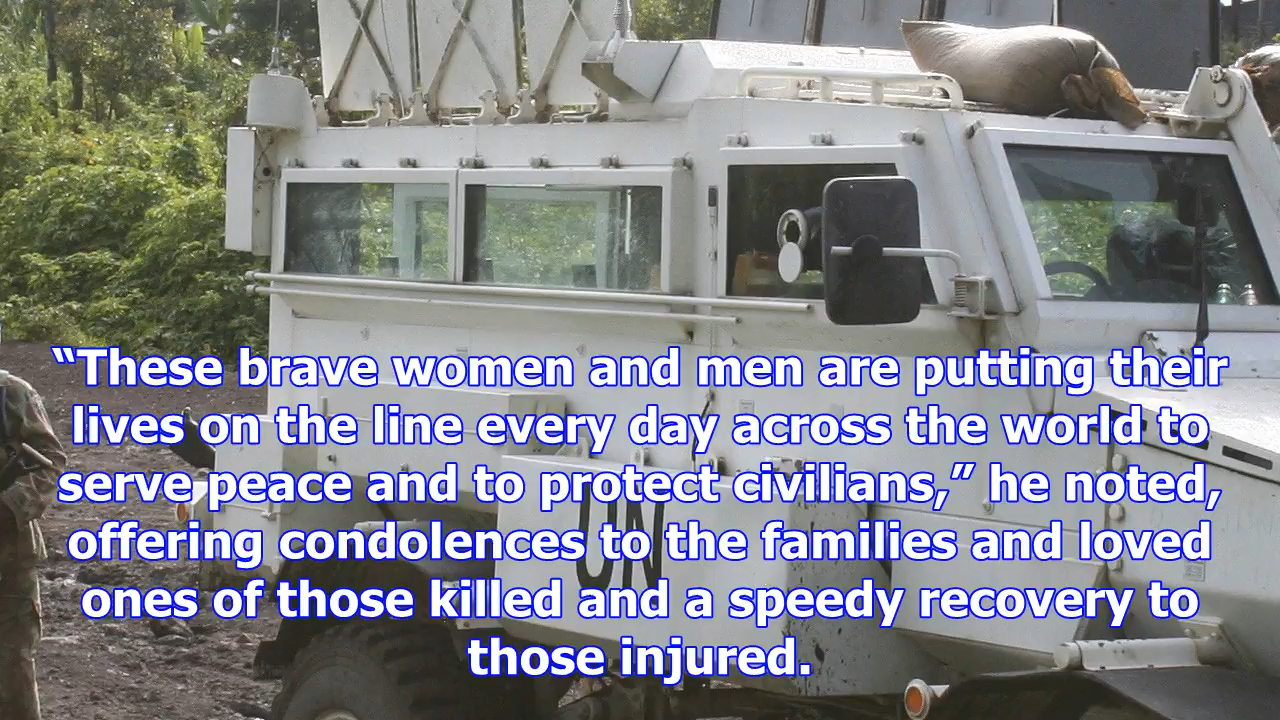 “These brave women and men are putting their
lives on the line every day across the world to
serve peace and to protect civilians,” he noted,
offering condolences to the families and loved
ones of those killed and a speedy recovery to
those injured.
UN